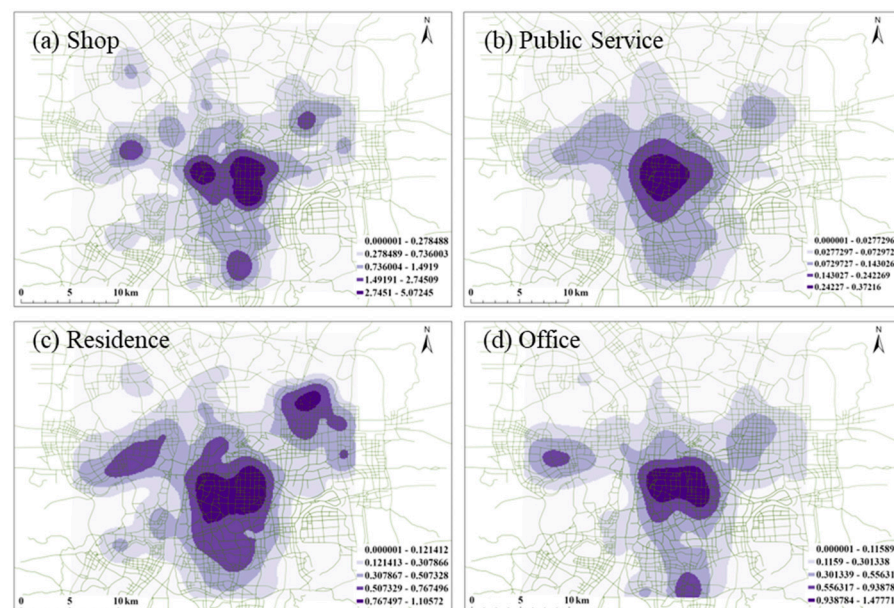 (a) Shop
N
0.000001 - 0.278488
0.278489 - 0.736003
0.736004 - 1.4919
1.49191 - 2.74509
2.7451 - 5.07245
0 5 10 km
(b) Public Service
N
0.000001 - 0.0277296
0.0277297 - 0.072972
0.0729727 - 0.143026
0.143027 - 0.242269
0.24227 - 0.37216
0 5 10 km
(c) Residence
N
0.000001 - 0.121412
0.121413 - 0.307866
0.307867 - 0.507328
0.507329 - 0.767496
0.767497 - 1.10572
0 5 10 km
(d) Office
N
0.000001 - 0.11589
0.1159 - 0.301338
0.301339 - 0.55631
0.556317 - 0.93878
0.938784 - 1.47771
0 5 10 km